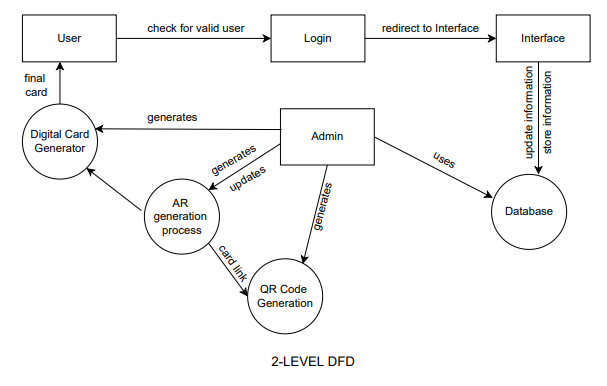 User
check for valid user
Login
redirect to Interface
Interface
final
card
update information
store information
generates
Digital Card
Generator
Admin
generates
updates
uses
AR
generation
process
generates
Database
card link
QR Code
Generation
2-LEVEL DFD